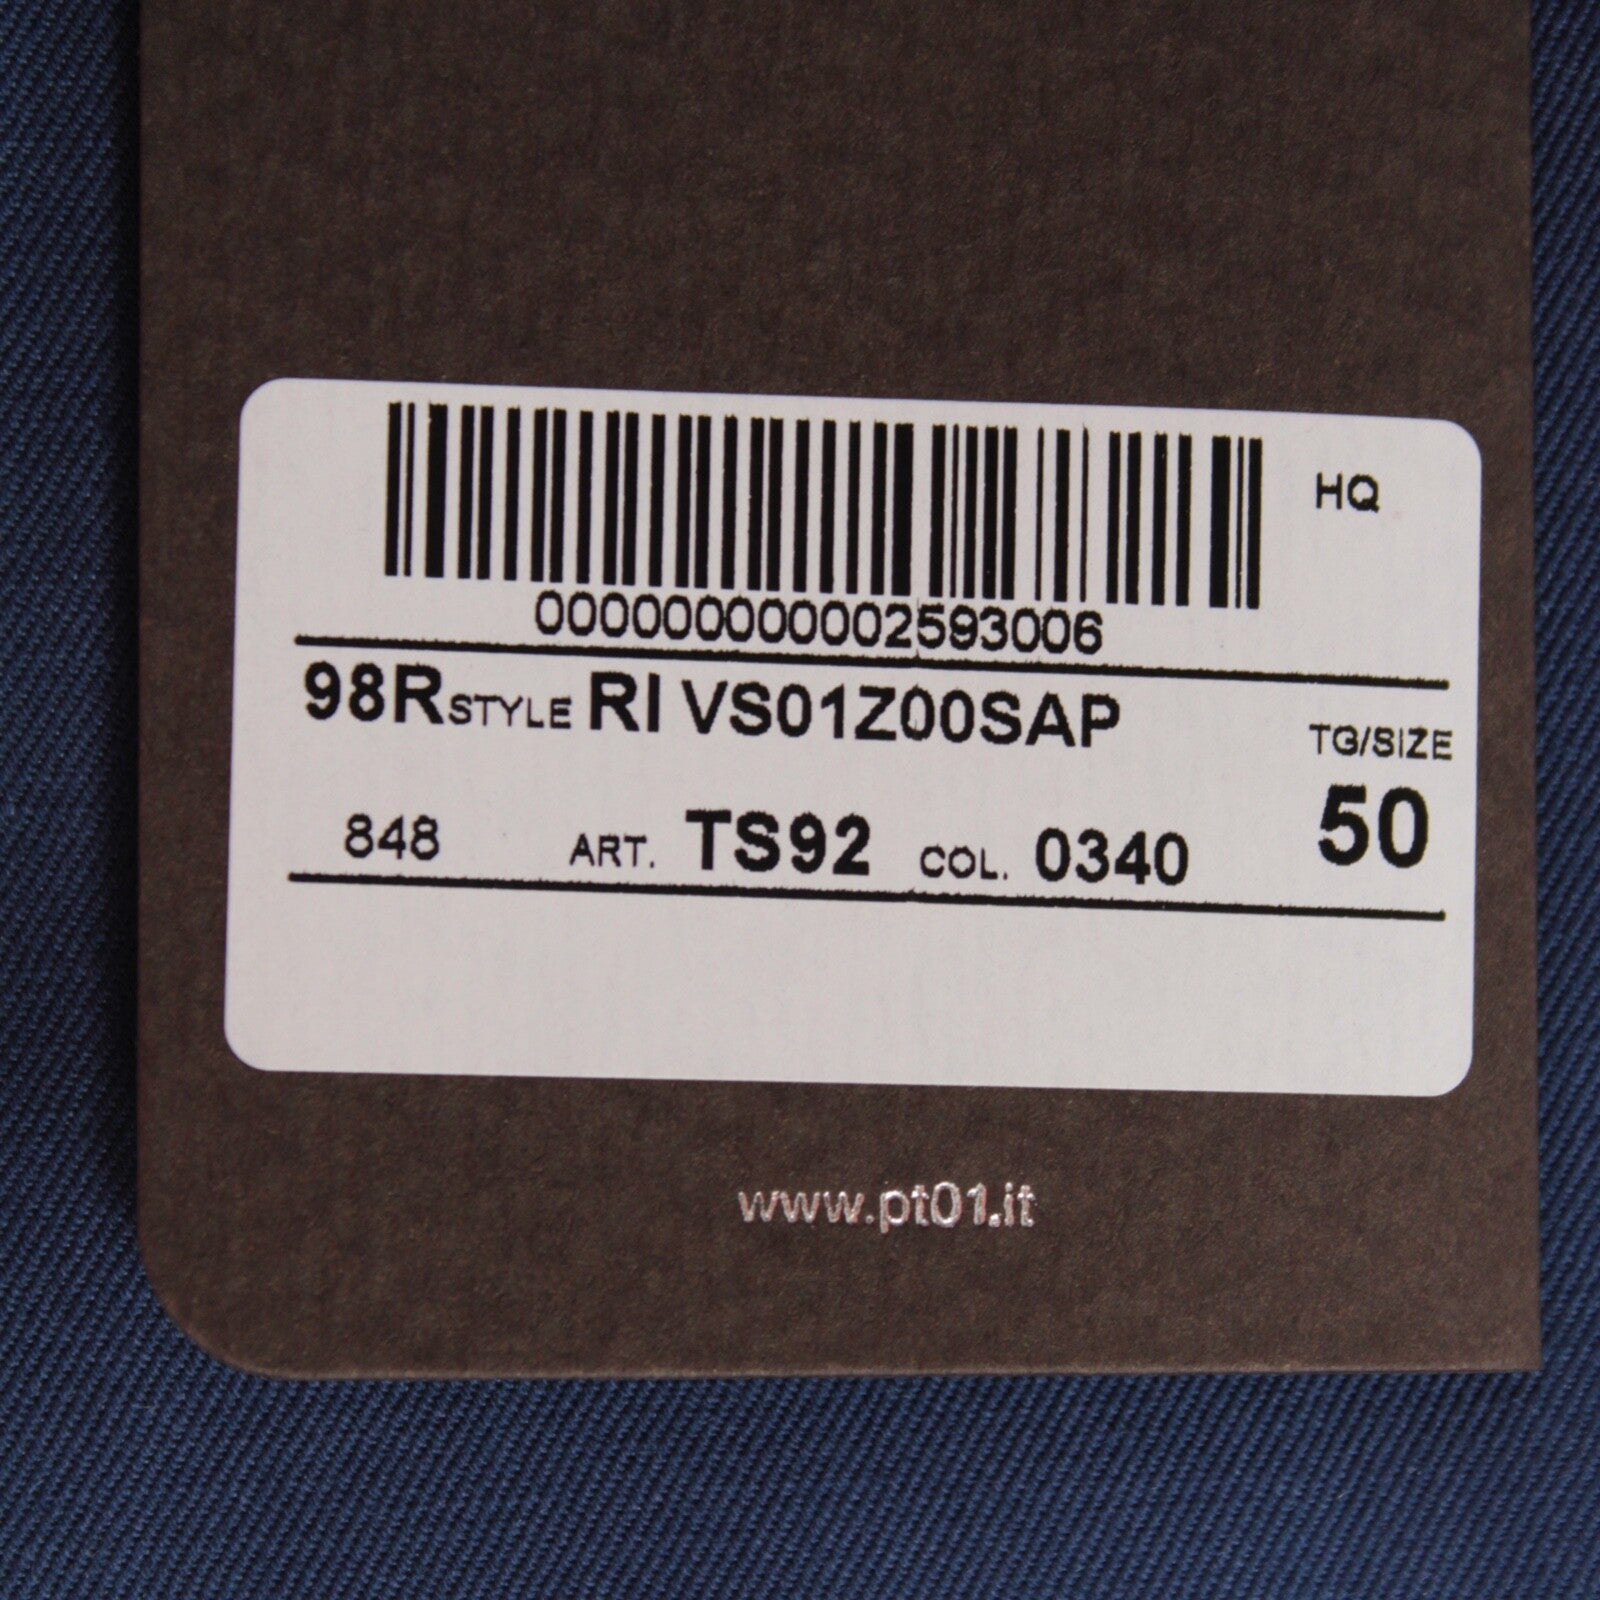 HQ
000000000002593006
98R STYLE RI VS01Z00SAP
TG/SIZE
848 ART. TS92 COL. 0340 50
www.pt01.it